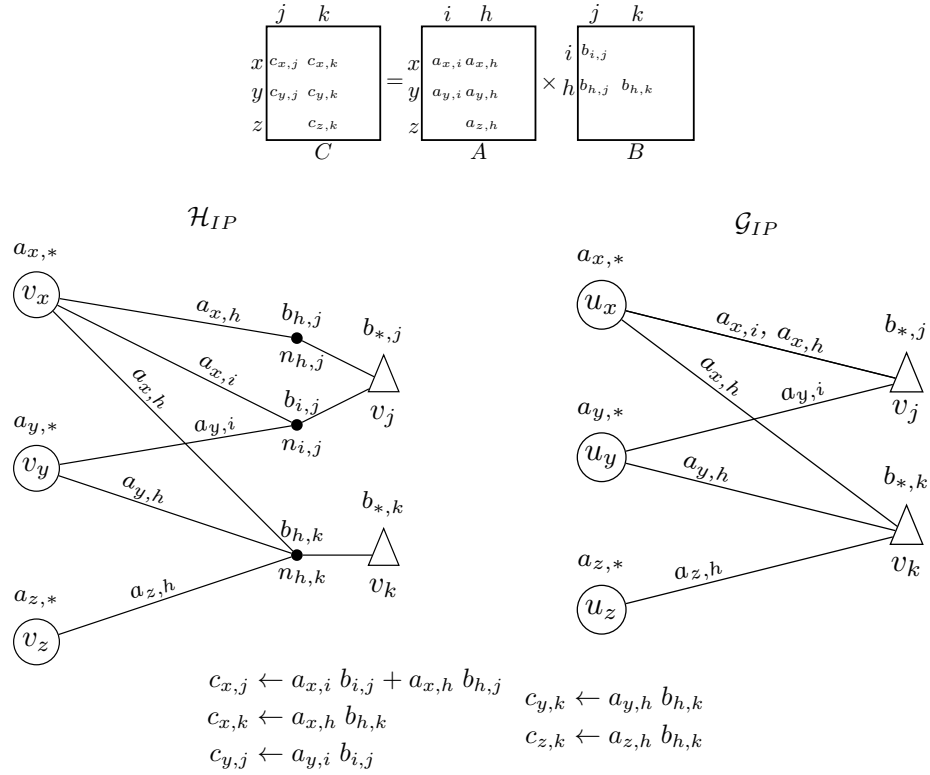 j k i h j k
x c_{x,j} c_{x,k} = x a_{x,i} a_{x,h} × i b_{i,j}
y c_{y,j} c_{y,k} y a_{y,i} a_{y,h} h b_{h,j} b_{h,k}
z c_{z,k} z a_{z,h}
C A B
\mathcal{H}_{IP} \mathcal{G}_{IP}
a_{x,*}
v_x
a_{x,h}
b_{h,j}
n_{h,j}
b_{*,j}
v_j
a_{x,i}
a_{x,h}
b_{i,j}
n_{i,j}
a_{y,*}
v_y
a_{y,i}
a_{y,h}
b_{h,k}
n_{h,k}
b_{*,k}
v_k
a_{z,*}
v_z
a_{z,h}
a_{x,*}
u_x
a_{x,i}, a_{x,h}
a_{x,h}
b_{*,j}
v_j
a_{y,*}
u_y
a_{y,i}
a_{y,h}
b_{*,k}
v_k
a_{z,*}
u_z
a_{z,h}
c_{x,j} ← a_{x,i} b_{i,j} + a_{x,h} b_{h,j}
c_{x,k} ← a_{x,h} b_{h,k}
c_{y,j} ← a_{y,i} b_{i,j}
c_{y,k} ← a_{y,h} b_{h,k}
c_{z,k} ← a_{z,h} b_{h,k}